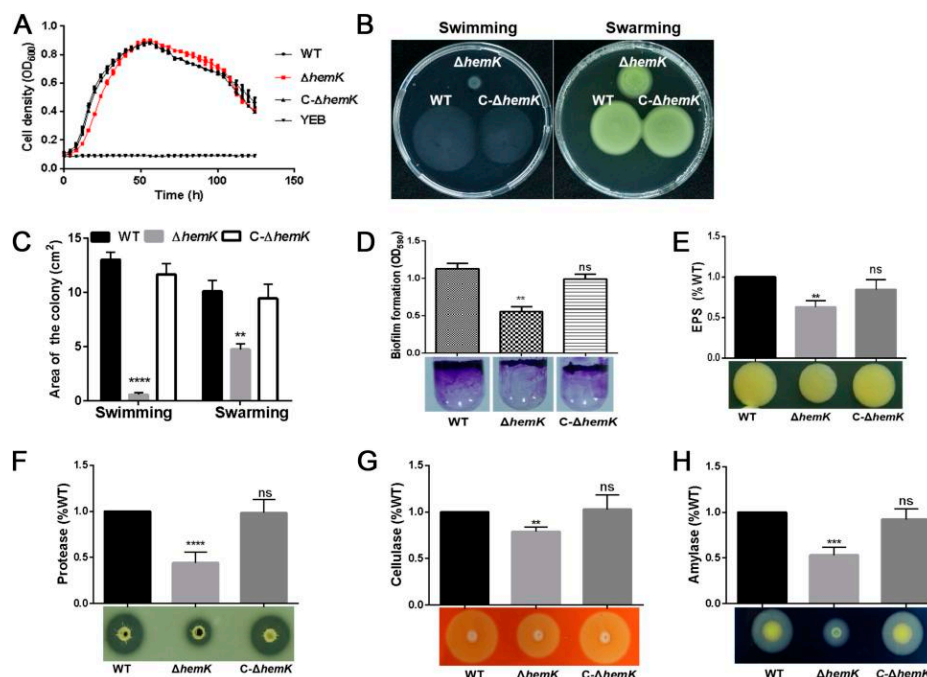 A
Cell density (OD600)
1.0
0.8
0.6
0.4
0.2
0.0
0
50
100
150
Time (h)
WT
ΔhemK
C-ΔhemK
YEB
B
Swimming
Swarming
ΔhemK
WT
C-ΔhemK
ΔhemK
WT
C-ΔhemK
C
WT
ΔhemK
C-ΔhemK
Area of the colony (cm2)
15
10
5
0
****
**
Swimming
Swarming
D
Biofilm formation (OD590)
1.5
1.0
0.5
0.0
**
ns
WT
ΔhemK
C-ΔhemK
E
EPS (%WT)
1.5
1.0
0.5
0.0
**
ns
WT
ΔhemK
C-ΔhemK
F
Protease (%WT)
1.5
1.0
0.5
0.0
****
ns
WT
ΔhemK
C-ΔhemK
G
Cellulase (%WT)
1.5
1.0
0.5
0.0
**
ns
WT
ΔhemK
C-ΔhemK
H
Amylase (%WT)
1.5
1.0
0.5
0.0
***
ns
WT
ΔhemK
C-ΔhemK